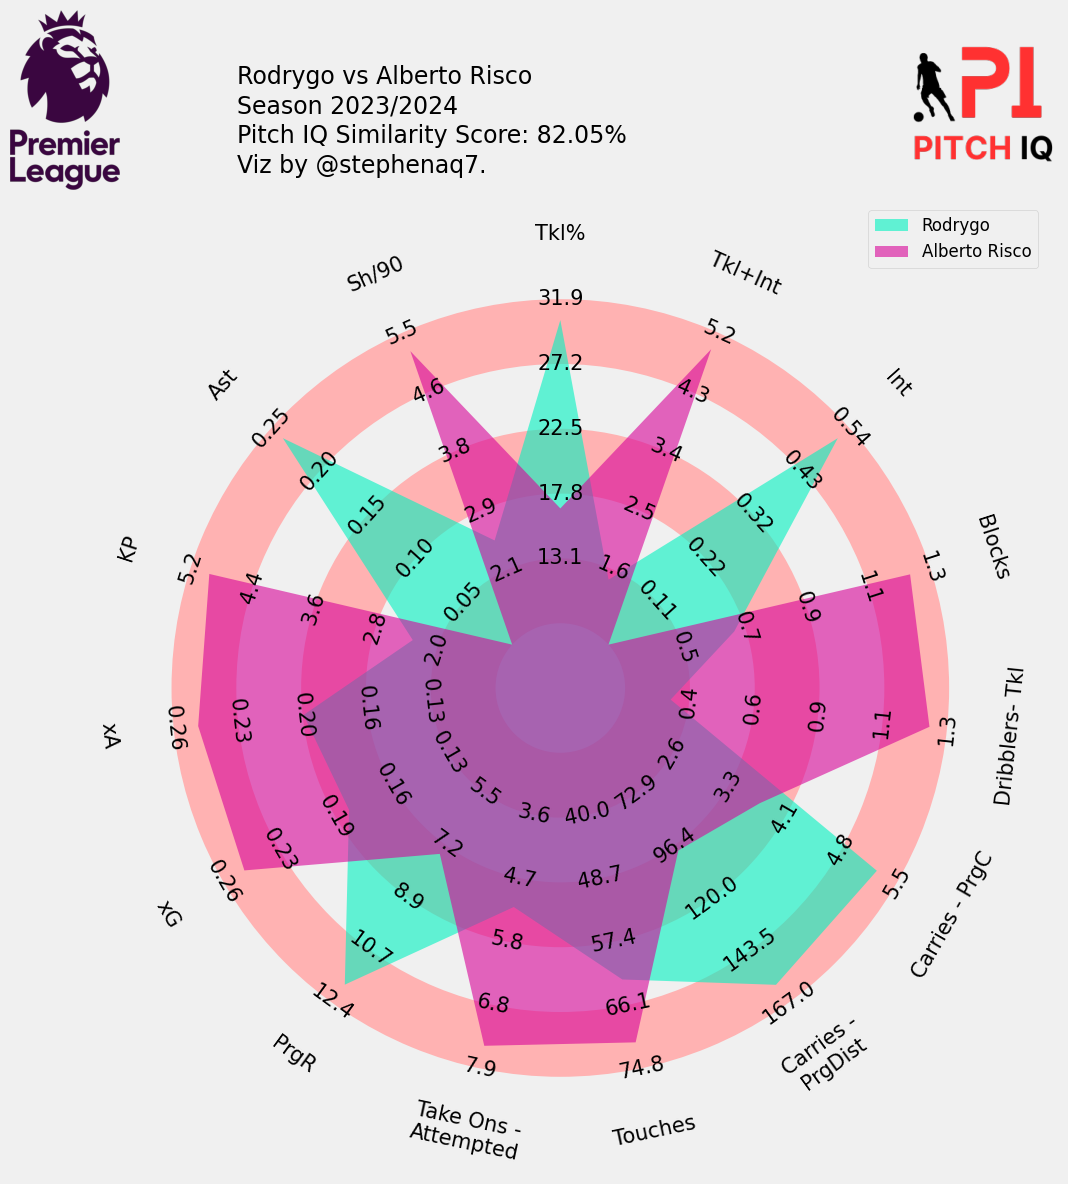 Premier
League
Rodrygo vs Alberto Risco
Season 2023/2024
Pitch IQ Similarity Score: 82.05%
Viz by @stephenaq7.
PI
PITCH IQ
Rodrygo
Alberto Risco
Tkl%
31.9
27.2
22.5
17.8
13.1
Tkl+Int
5.2
4.3
3.4
2.5
1.6
Int
0.54
0.43
0.32
0.22
0.11
Blocks
1.3
1.1
0.9
0.7
0.5
Dribblers- Tkl
1.3
1.1
0.9
0.6
0.4
Carries - PrgC
5.5
4.8
4.1
3.3
2.6
Carries -
PrgDist
167.0
143.5
120.0
96.4
72.9
Touches
74.8
66.1
57.4
48.7
40.0
Take Ons -
Attempted
7.9
6.8
5.8
4.7
3.6
PrgR
12.4
10.7
8.9
7.2
5.5
xG
0.26
0.23
0.19
0.16
0.13
xA
0.26
0.23
0.20
0.16
0.13
KP
5.2
4.4
3.6
2.8
2.0
Ast
0.25
0.20
0.15
0.10
0.05
Sh/90
5.5
4.6
3.8
2.9
2.1